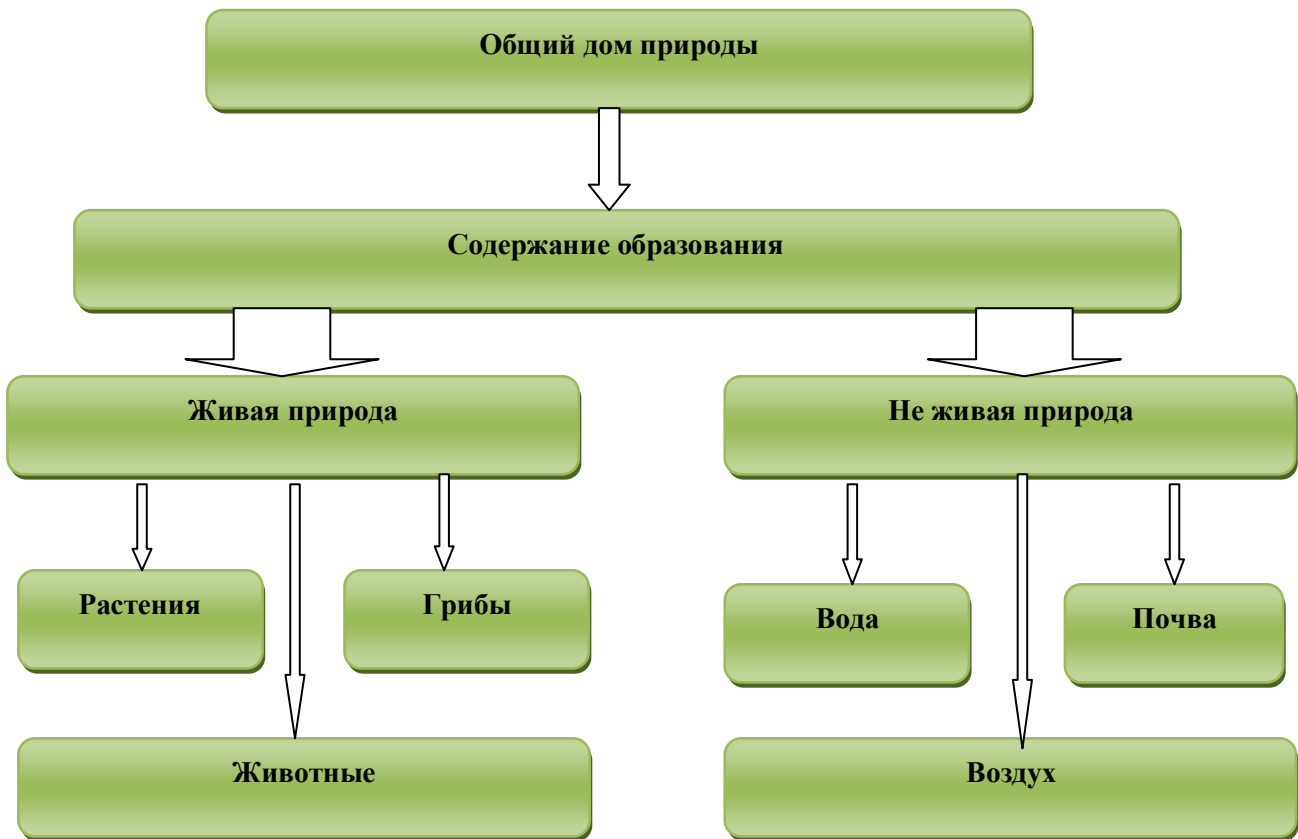 Общий дом природы
Содержание образования
Живая природа
Не живая природа
Растения
Грибы
Вода
Почва
Животные
Воздух